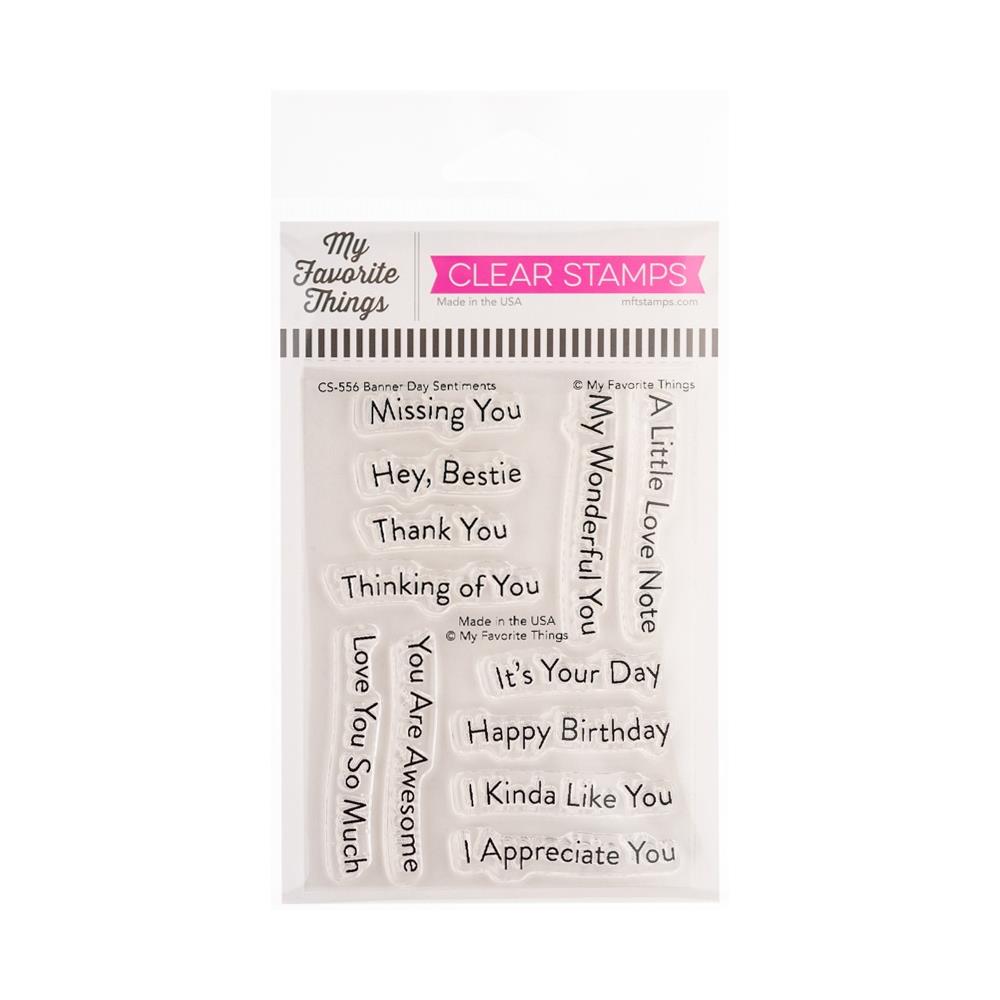 My
Favorite
Things
CLEAR STAMPS
Made in the USA
mftstamps.com
CS-556 Banner Day Sentiments
© My Favorite Things
Missing You
Hey, Bestie
Thank You
Thinking of You
My Wonderful You
A Little Love Note
Made in the USA
© My Favorite Things
Love You So Much
You Are Awesome
It's Your Day
Happy Birthday
I Kinda Like You
I Appreciate You